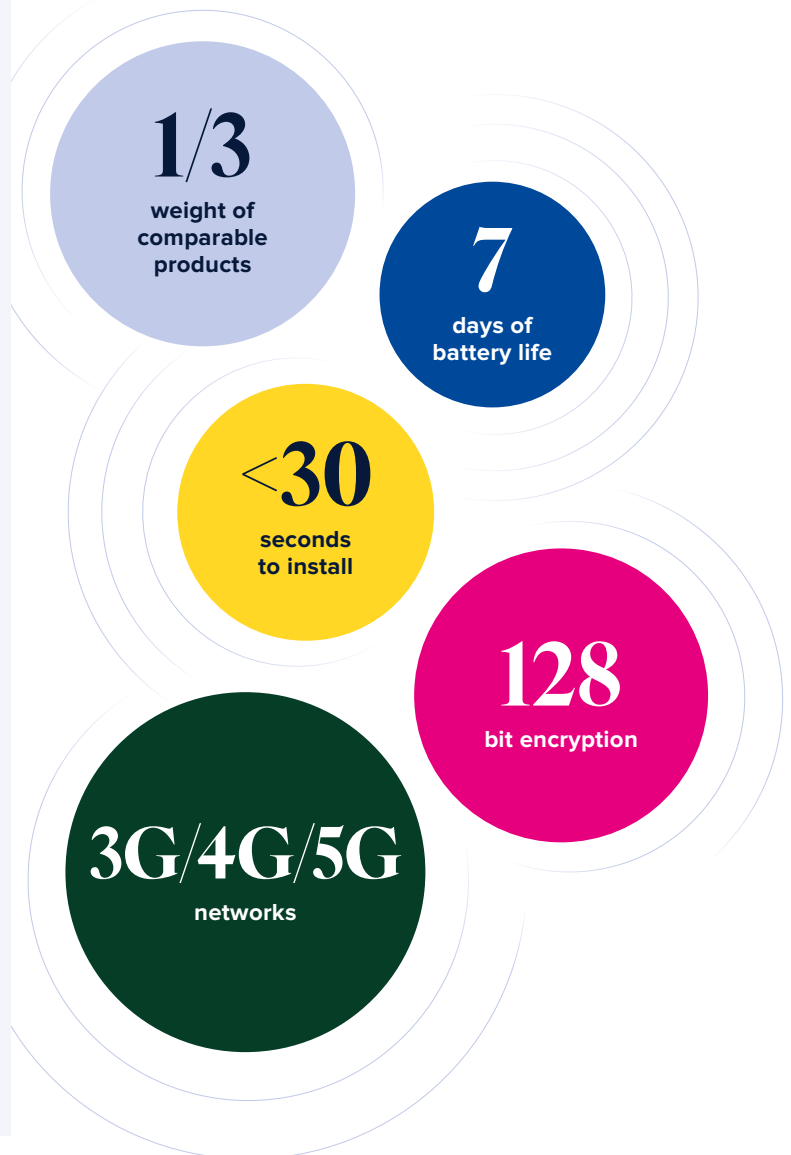 1/3
weight of
comparable
products
7
days of
battery life
<30
seconds
to install
128
bit encryption
3G/4G/5G
networks